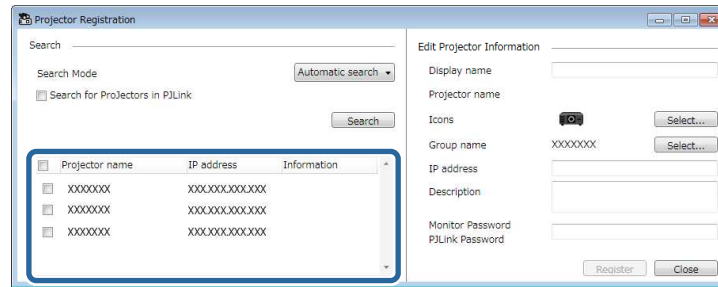 Projector Registration
Search
Search Mode
Automatic search
Search for ProJectors in PJLink
Search
Projector name IP address Information
XXXXXXX XXX.XXX.XXX.XXX
XXXXXXX XXX.XXX.XXX.XXX
XXXXXXX XXX.XXX.XXX.XXX
Edit Projector Information
Display name
Projector name
Icons
Select...
Group name XXXXXXX
Select...
IP address
Description
Monitor Password
PJLink Password
Register Close